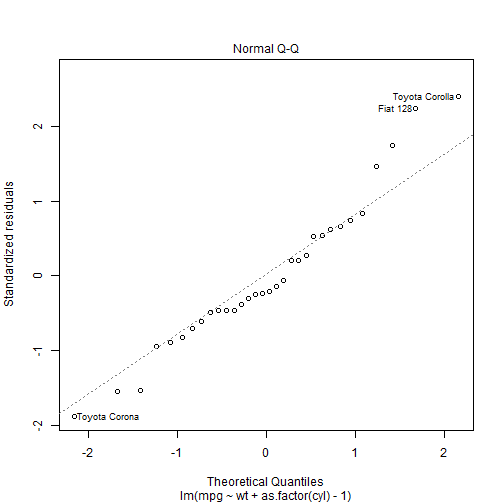 Normal Q-Q
Toyota Corolla
Fiat 128
Toyota Corona
Standardized residuals
2
1
0
-1
-2
-2
-1
0
1
2
Theoretical Quantiles
lm(mpg ~ wt + as.factor(cyl) - 1)